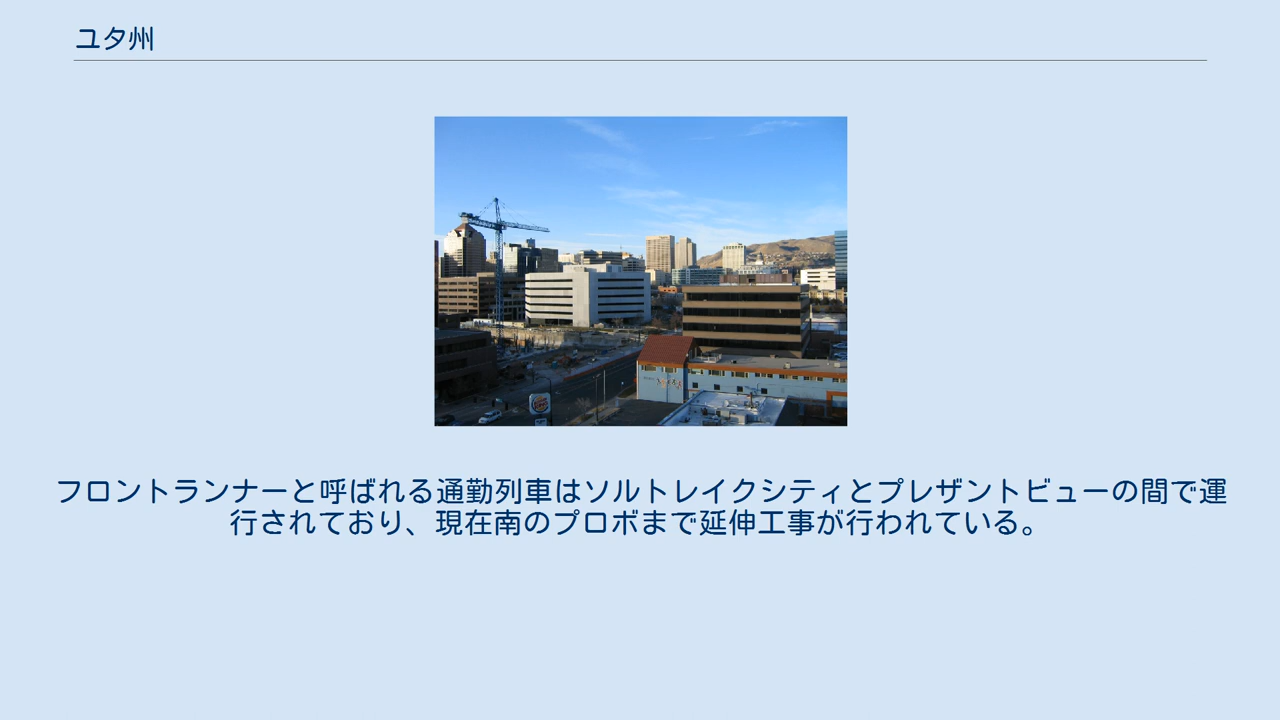 ユタ州
フロントランナーと呼ばれる通勤列車はソルトレイクシティとプレザントビューの間で運
行されており、現在南のプロボまで延伸工事が行われている。